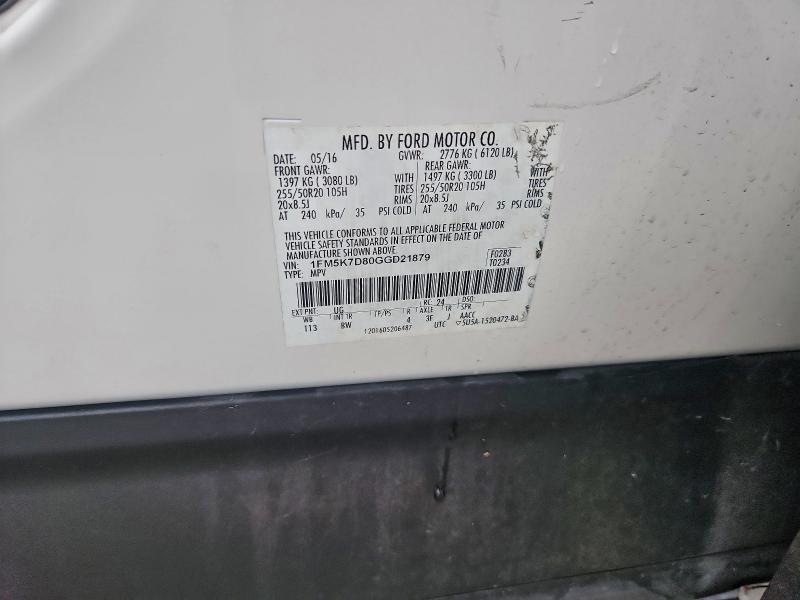 MFD. BY FORD MOTOR CO.
DATE: 05/16 GVWR: 2776 KG ( 6120 LB)
FRONT GAWR: REAR GAWR:
1397 KG ( 3080 LB) WITH 1497 KG ( 3300 LB) WITH
255/50R20 105H TIRES 255/50R20 105H TIRES
20x8.5J RIMS 20x8.5J RIMS
AT 240 kPa/ 35 PSI COLD AT 240 kPa/ 35 PSI COLD
THIS VEHICLE CONFORMS TO ALL APPLICABLE FEDERAL MOTOR
VEHICLE SAFETY STANDARDS IN EFFECT ON THE DATE OF
MANUFACTURE SHOWN ABOVE.
VIN: 1FM5K7D80GGD21879 F0283
TYPE: MPV T0234
EXT PNT: UG RC: 24 DSO:
WB INT TR TP/PS R AXLE TR SPR
113 BW 4 3F J AACC
1201605206487 UTC ▽5U5A-1520472-BA